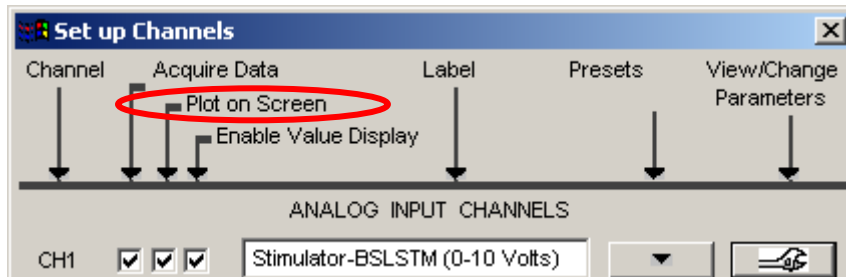 Set up Channels
Channel Acquire Data Label Presets View/Change
Plot on Screen Parameters
Enable Value Display
ANALOG INPUT CHANNELS
CH1 Stimulator-BSLSTM (0-10 Volts)